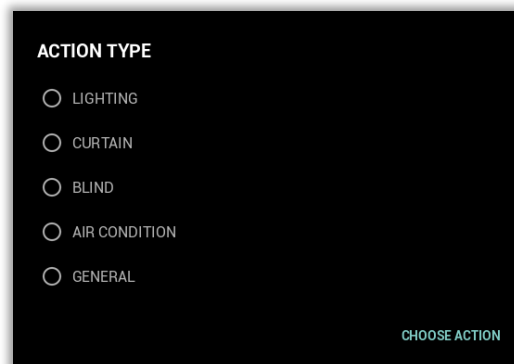 ACTION TYPE
LIGHTING
CURTAIN
BLIND
AIR CONDITION
GENERAL
CHOOSE ACTION